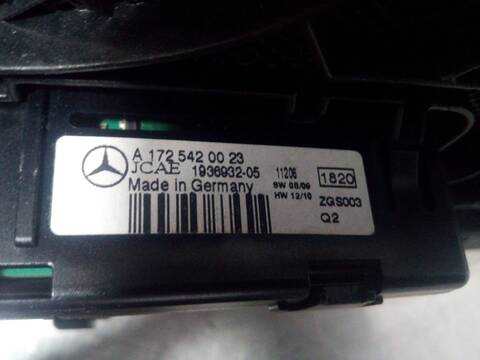 A 172 542 00 23
JCAE 1936932-05 11206 1820
Made in Germany SW 08/09
HW 12/10 ZGS003
Q2